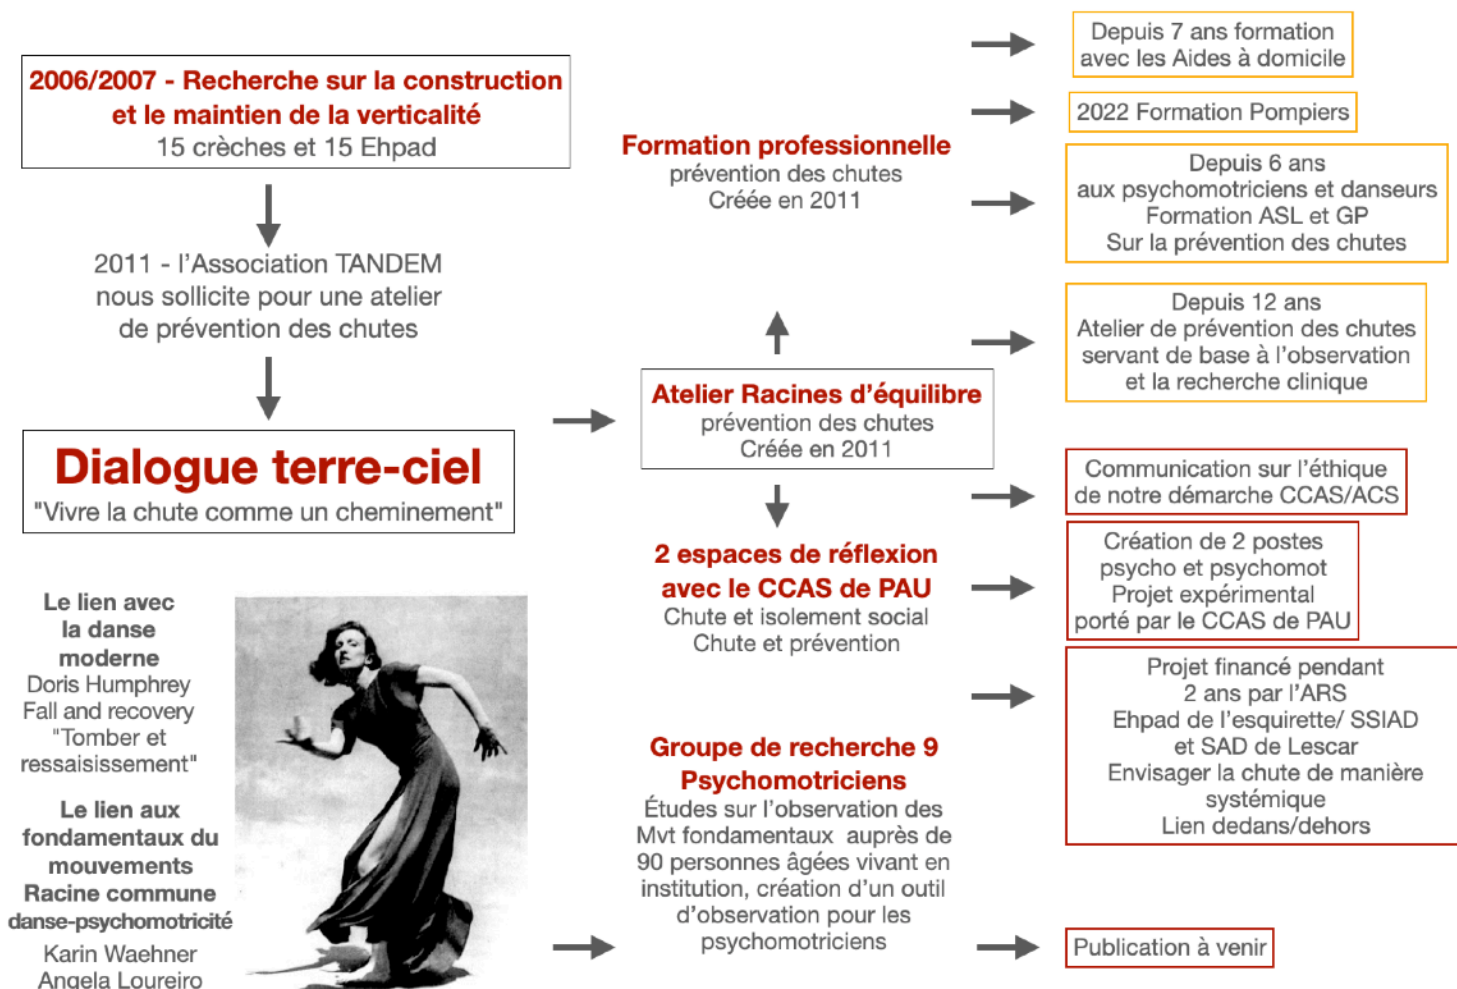 2006/2007 - Recherche sur la construction
et le maintien de la verticalité
15 crèches et 15 Ehpad
2011 - l'Association TANDEM
nous sollicite pour une atelier
de prévention des chutes
Dialogue terre-ciel
"Vivre la chute comme un cheminement"
Le lien avec
la danse
moderne
Doris Humphrey
Fall and recovery
"Tomber et
ressaisissement"
Le lien aux
fondamentaux du
mouvements
Racine commune
danse-psychomotricité
Karin Waehner
Angela Loureiro
Formation professionnelle
prévention des chutes
Créée en 2011
Atelier Racines d'équilibre
prévention des chutes
Créée en 2011
2 espaces de réflexion
avec le CCAS de PAU
Chute et isolement social
Chute et prévention
Groupe de recherche 9
Psychomotriciens
Études sur l'observation des
Mvt fondamentaux auprès de
90 personnes âgées vivant en
institution, création d'un outil
d'observation pour les
psychomotriciens
Depuis 7 ans formation
avec les Aides à domicile
2022 Formation Pompiers
Depuis 6 ans
aux psychomotriciens et danseurs
Formation ASL et GP
Sur la prévention des chutes
Depuis 12 ans
Atelier de prévention des chutes
servant de base à l'observation
et la recherche clinique
Communication sur l'éthique
de notre démarche CCAS/ACS
Création de 2 postes
psycho et psychomot
Projet expérimental
porté par le CCAS de PAU
Projet financé pendant
2 ans par l'ARS
Ehpad de l'esquirette/ SSIAD
et SAD de Lescar
Envisager la chute de manière
systémique
Lien dedans/dehors
Publication à venir